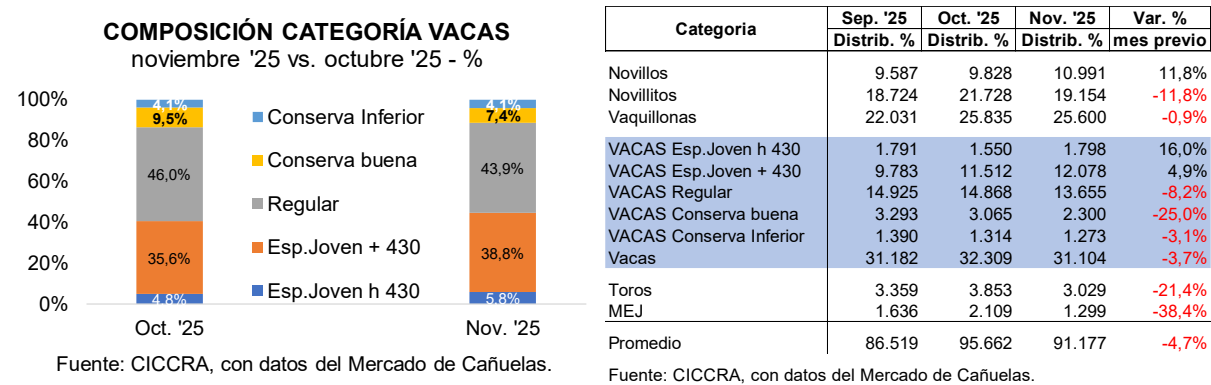 COMPOSICIÓN CATEGORÍA VACAS
noviembre '25 vs. octubre '25 - %
100%
80%
60%
40%
20%
0%
4,1%
9,5%
46,0%
35,6%
4,8%
Conserva Inferior
Conserva buena
Regular
Esp.Joven + 430
Esp.Joven h 430
4,1%
7,4%
43,9%
38,8%
5,8%
Oct. '25 Nov. '25
Fuente: CICCRA, con datos del Mercado de Cañuelas.
Categoria Sep. '25 Oct. '25 Nov. '25 Var. %
Distrib. % Distrib. % Distrib. % mes previo
Novillos 9.587 9.828 10.991 11,8%
Novillitos 18.724 21.728 19.154 -11,8%
Vaquillonas 22.031 25.835 25.600 -0,9%
VACAS Esp.Joven h 430 1.791 1.550 1.798 16,0%
VACAS Esp.Joven + 430 9.783 11.512 12.078 4,9%
VACAS Regular 14.925 14.868 13.655 -8,2%
VACAS Conserva buena 3.293 3.065 2.300 -25,0%
VACAS Conserva Inferior 1.390 1.314 1.273 -3,1%
Vacas 31.182 32.309 31.104 -3,7%
Toros 3.359 3.853 3.029 -21,4%
MEJ 1.636 2.109 1.299 -38,4%
Promedio 86.519 95.662 91.177 -4,7%
Fuente: CICCRA, con datos del Mercado de Cañuelas.